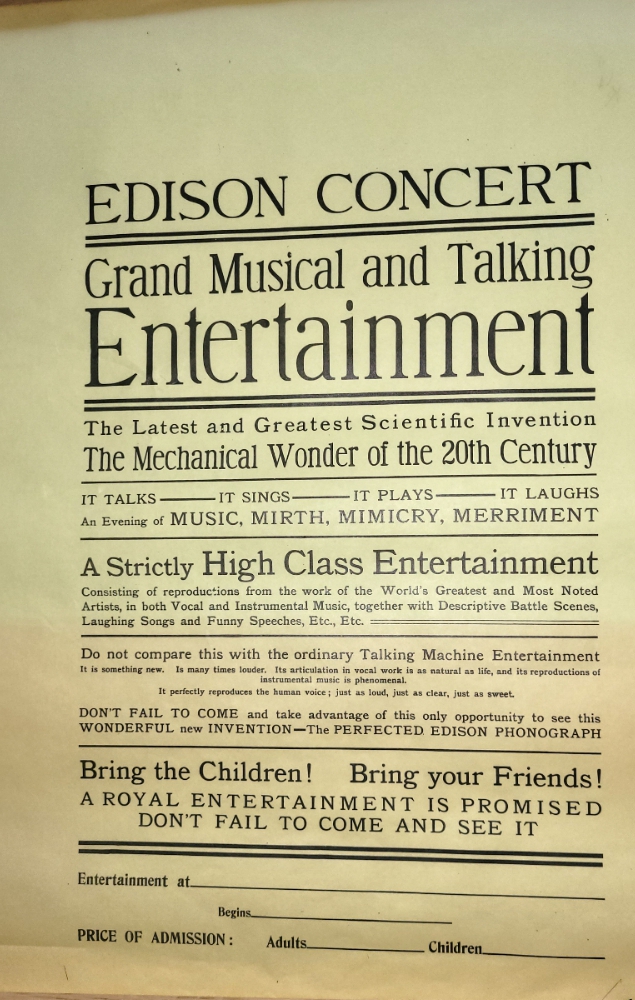 EDISON CONCERT
Grand Musical and Talking
Entertainment
The Latest and Greatest Scientific Invention
The Mechanical Wonder of the 20th Century
IT TALKS——IT SINGS——IT PLAYS——IT LAUGHS
An Evening of MUSIC, MIRTH, MIMICRY, MERRIMENT
A Strictly High Class Entertainment
Consisting of reproductions from the work of the World's Greatest and Most Noted
Artists, in both Vocal and Instrumental Music, together with Descriptive Battle Scenes,
Laughing Songs and Funny Speeches, Etc., Etc.
Do not compare this with the ordinary Talking Machine Entertainment
It is something new. Is many times louder. Its articulation in vocal work is as natural as life, and its reproductions of
instrumental music is phenomenal.
It perfectly reproduces the human voice; just as loud, just as clear, just as sweet.
DON'T FAIL TO COME and take advantage of this only opportunity to see this
WONDERFUL new INVENTION—The PERFECTED EDISON PHONOGRAPH
Bring the Children! Bring your Friends!
A ROYAL ENTERTAINMENT IS PROMISED
DON'T FAIL TO COME AND SEE IT
Entertainment at
Begins
PRICE OF ADMISSION: Adults Children